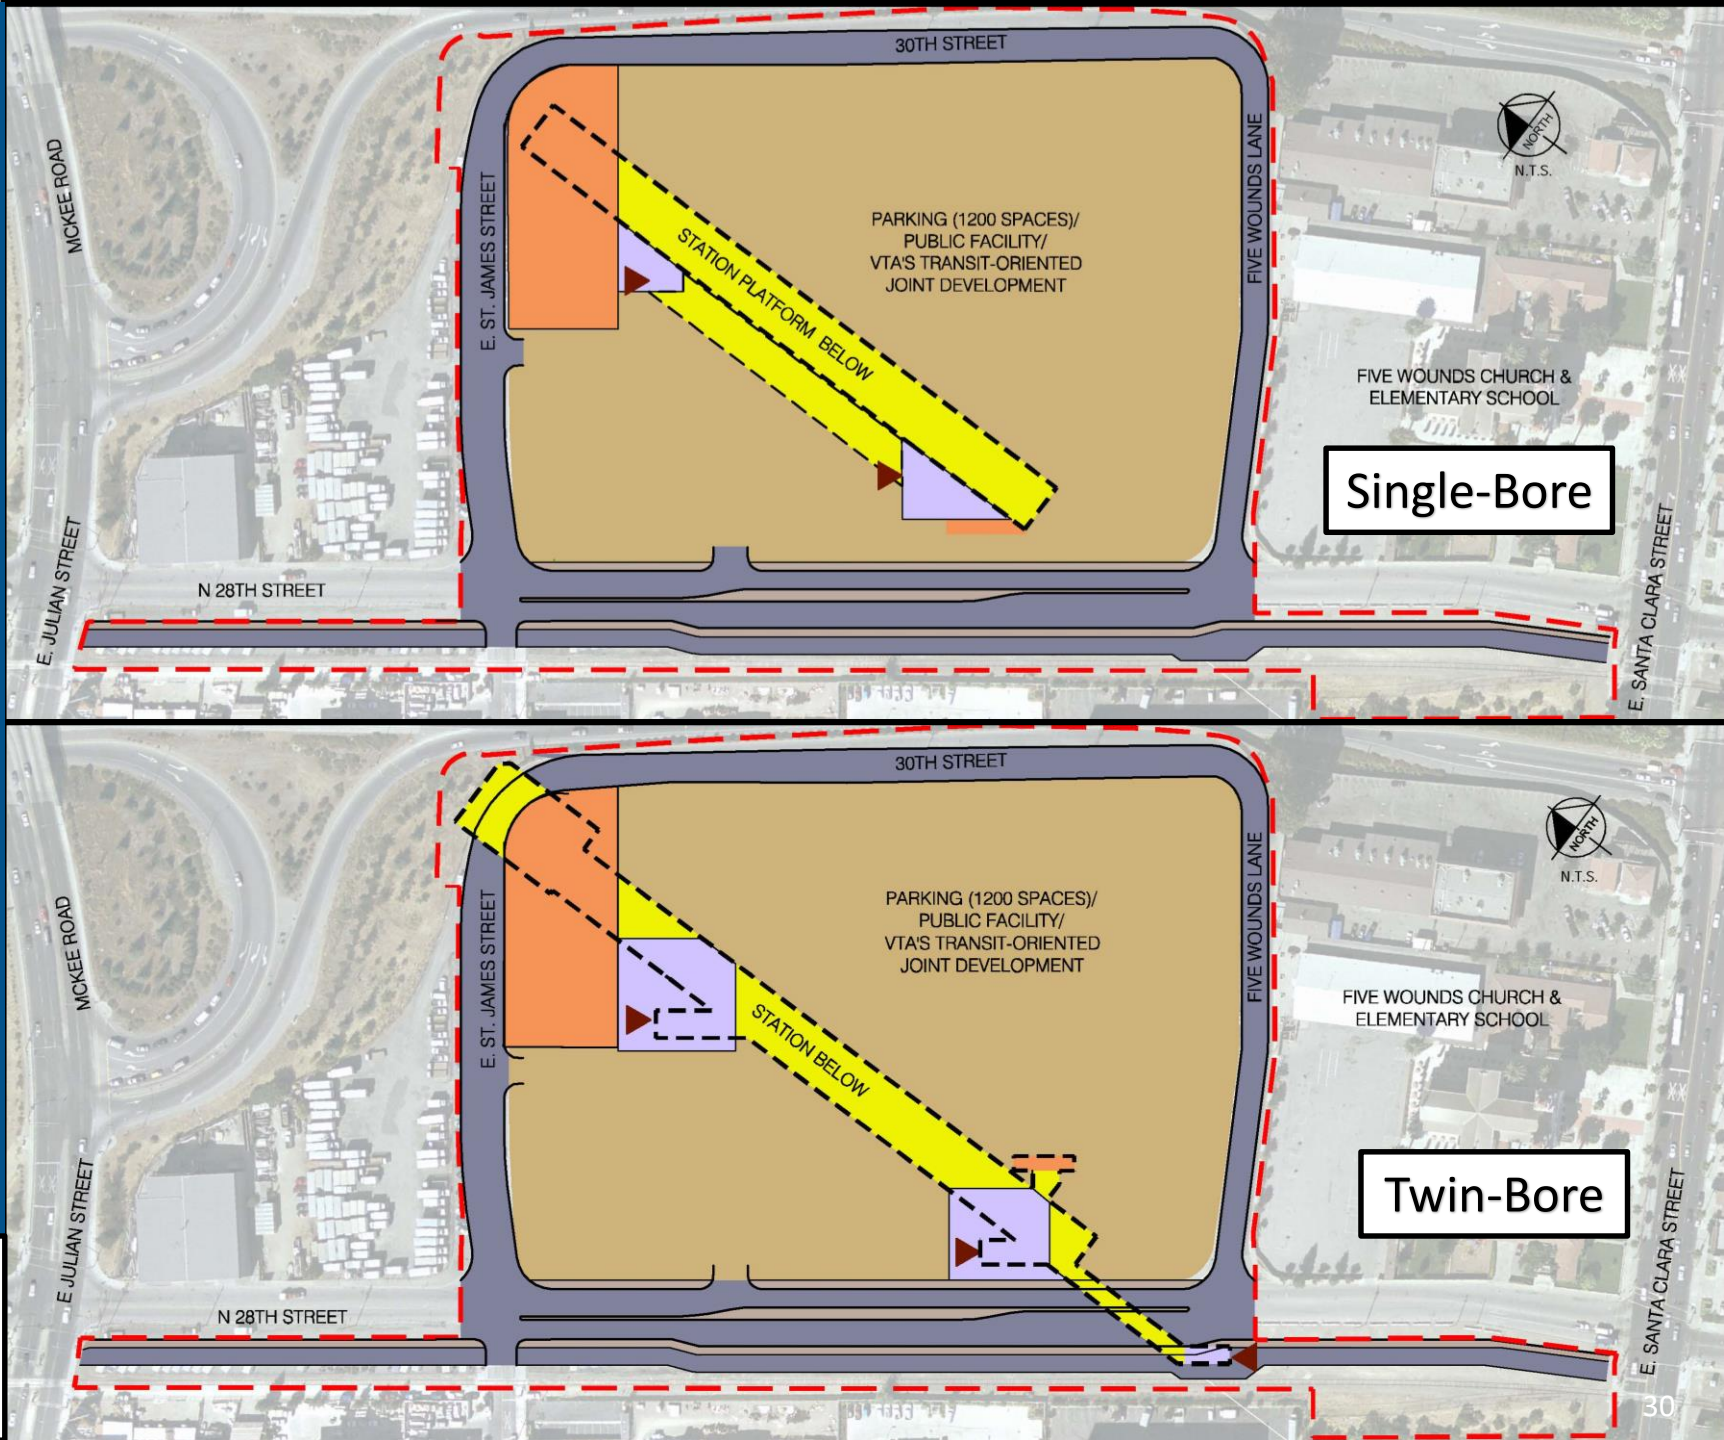 30TH STREET
MCKEE ROAD
E. ST. JAMES STREET
FIVE WOUNDS LANE
NORTH
N.T.S.
PARKING (1200 SPACES)/
PUBLIC FACILITY/
VTA'S TRANSIT-ORIENTED
JOINT DEVELOPMENT
STATION PLATFORM BELOW
FIVE WOUNDS CHURCH &
ELEMENTARY SCHOOL
Single-Bore
E. JULIAN STREET
N 28TH STREET
E. SANTA CLARA STREET
30TH STREET
MCKEE ROAD
E. ST. JAMES STREET
FIVE WOUNDS LANE
NORTH
N.T.S.
PARKING (1200 SPACES)/
PUBLIC FACILITY/
VTA'S TRANSIT-ORIENTED
JOINT DEVELOPMENT
STATION BELOW
FIVE WOUNDS CHURCH &
ELEMENTARY SCHOOL
Twin-Bore
E. JULIAN STREET
N 28TH STREET
E. SANTA CLARA STREET
30